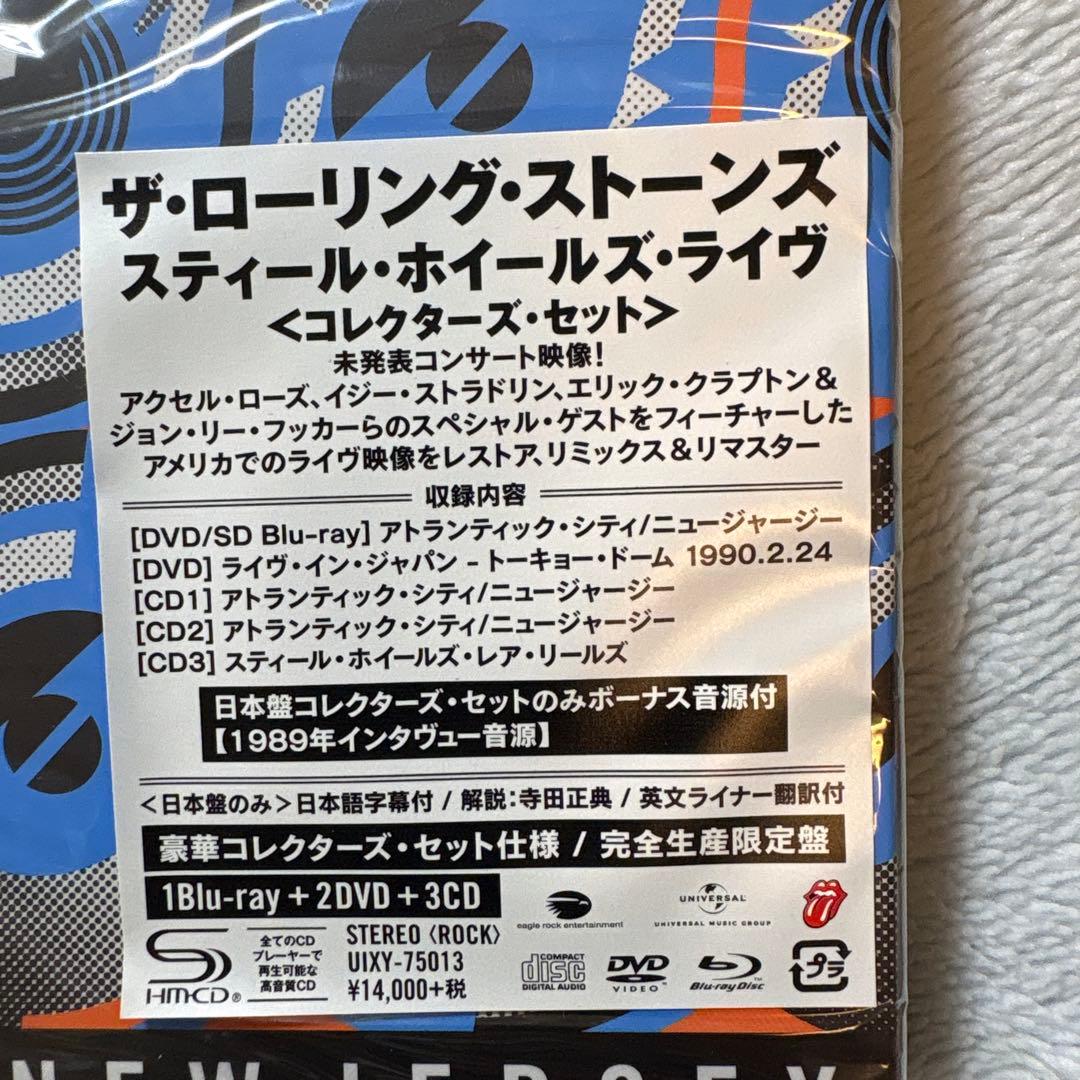 ザ・ローリング・ストーンズ
スティール・ホイールズ・ライヴ
<コレクターズ・セット>
未発表コンサート映像!
アクセル・ローズ、イジー・ストラドリン、エリック・クラプトン&
ジョン・リー・フッカーらのスペシャル・ゲストをフィーチャーした
アメリカでのライヴ映像をレストア、リミックス&リマスター
収録内容
[DVD/SD Blu-ray] アトランティック・シティ/ニュージャージー
[DVD] ライヴ・イン・ジャパン – トーキョー・ドーム 1990.2.24
[CD1] アトランティック・シティ/ニュージャージー
[CD2] アトランティック・シティ/ニュージャージー
[CD3] スティール・ホイールズ・レア・リールズ
日本盤コレクターズ・セットのみボーナス音源付
【1989年インタヴュー音源】
<日本盤のみ>日本語字幕付 / 解説:寺田正典 / 英文ライナー翻訳付
豪華コレクターズ・セット仕様 / 完全生産限定盤
1Blu-ray + 2DVD + 3CD
eagle rock entertainment
UNIVERSAL
UNIVERSAL MUSIC GROUP
HM-CD®
全てのCD
プレーヤーで
再生可能な
高音質CD
STEREO〈ROCK〉
UIXY-75013
¥14,000+税
COMPACT
disc
DIGITAL AUDIO
DVD
VIDEO™
Blu-ray Disc™
プラ
NEW JERSEY